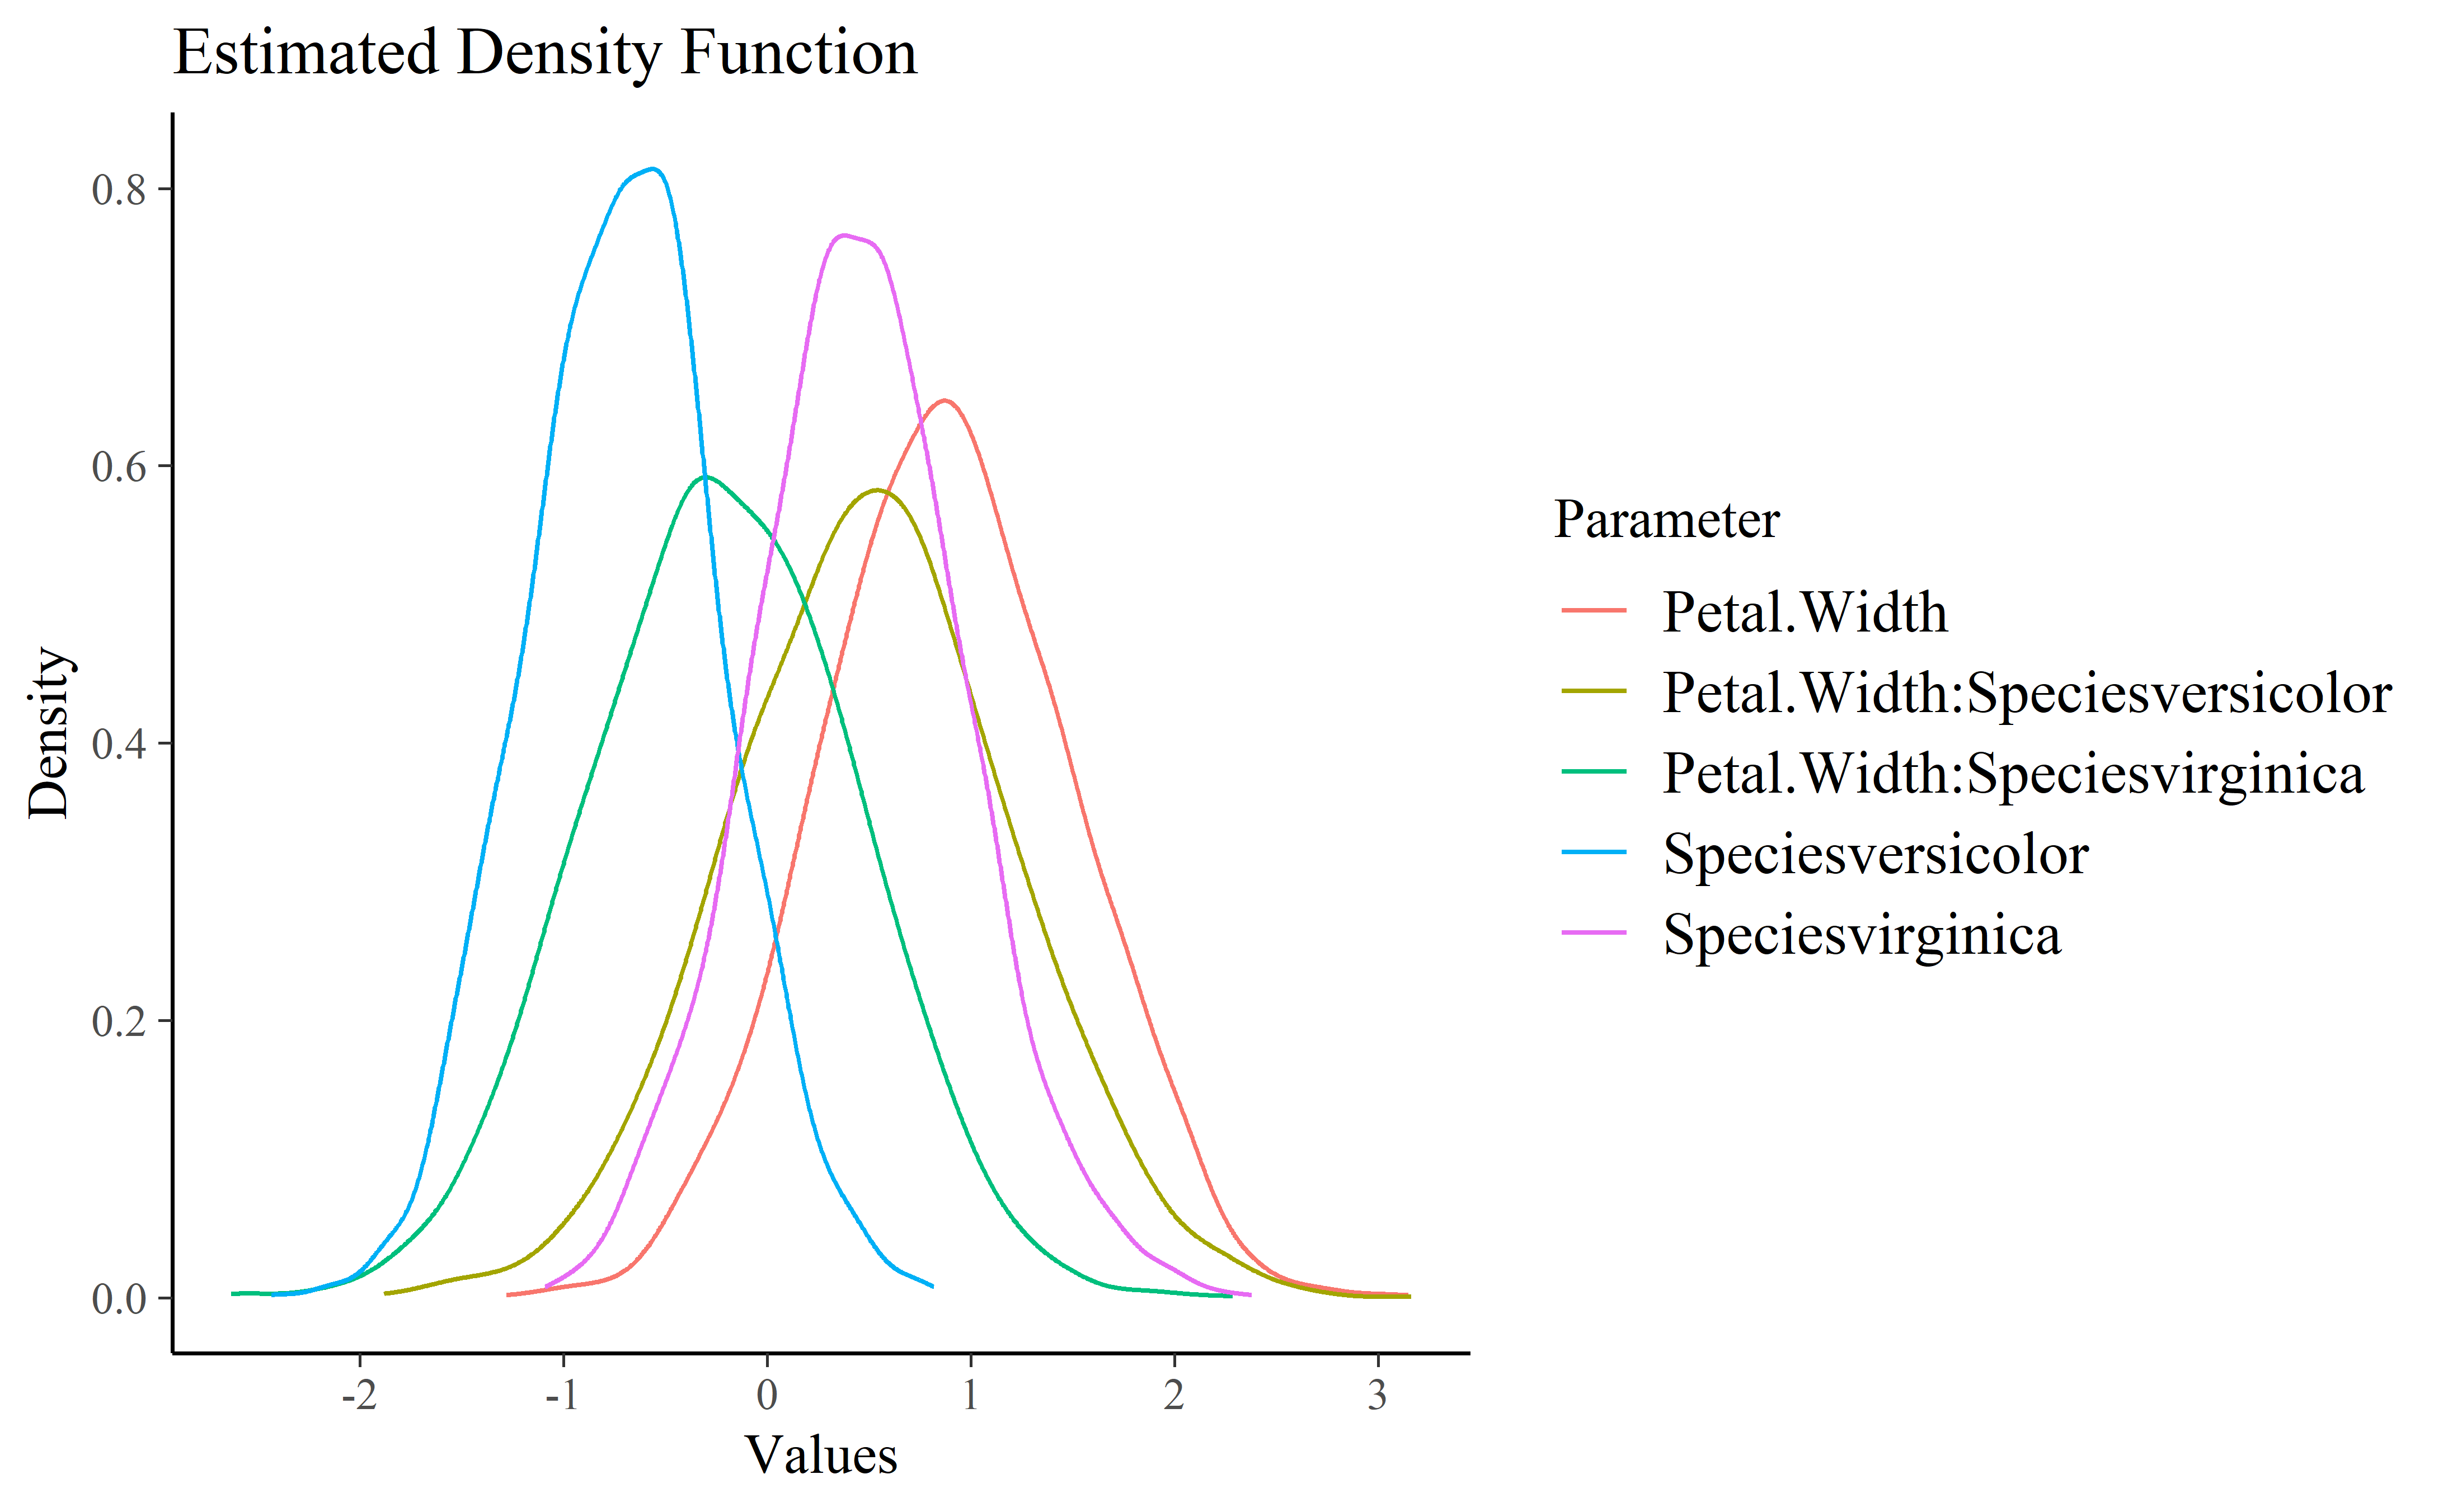 Estimated Density Function
0.8
0.6
0.4
0.2
0.0
Density
-2 -1 0 1 2 3
Values
Parameter
Petal.Width
Petal.Width:Speciesversicolor
Petal.Width:Speciesvirginica
Speciesversicolor
Speciesvirginica